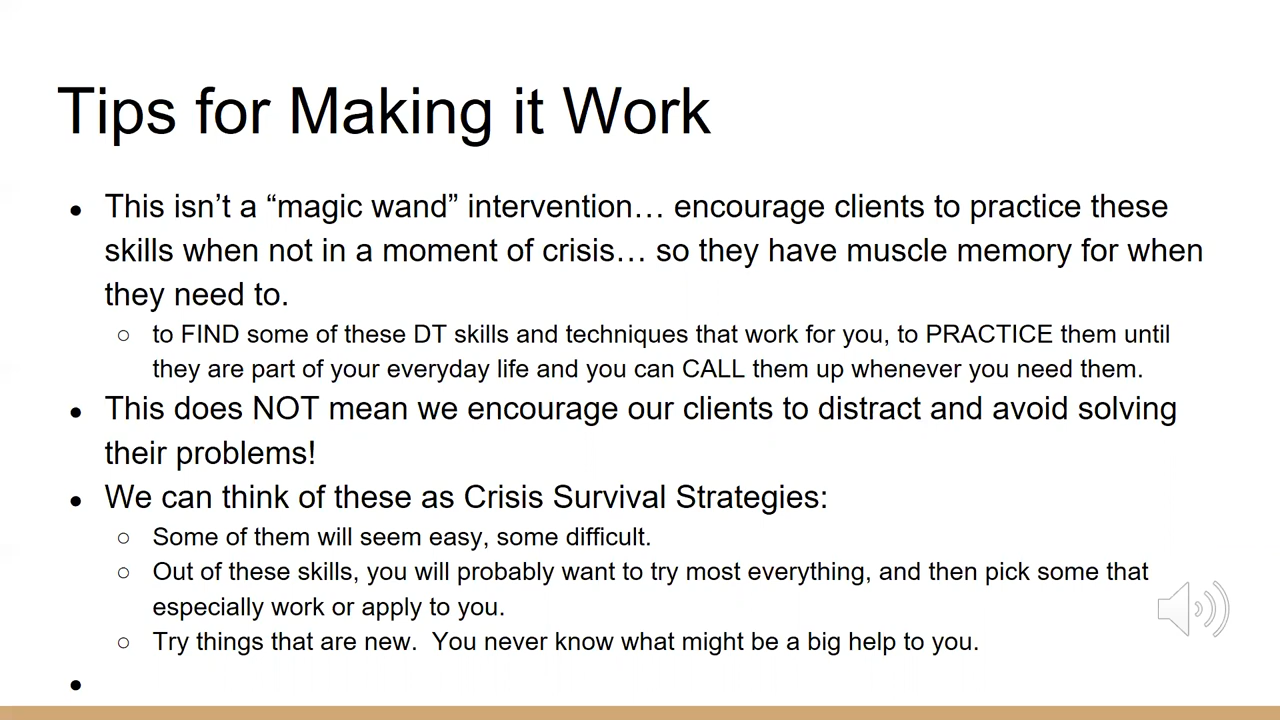 Tips for Making it Work
● This isn’t a “magic wand” intervention… encourage clients to practice these
skills when not in a moment of crisis… so they have muscle memory for when
they need to.
○ to FIND some of these DT skills and techniques that work for you, to PRACTICE them until
they are part of your everyday life and you can CALL them up whenever you need them.
● This does NOT mean we encourage our clients to distract and avoid solving
their problems!
● We can think of these as Crisis Survival Strategies:
○ Some of them will seem easy, some difficult.
○ Out of these skills, you will probably want to try most everything, and then pick some that
especially work or apply to you.
○ Try things that are new.  You never know what might be a big help to you.
●